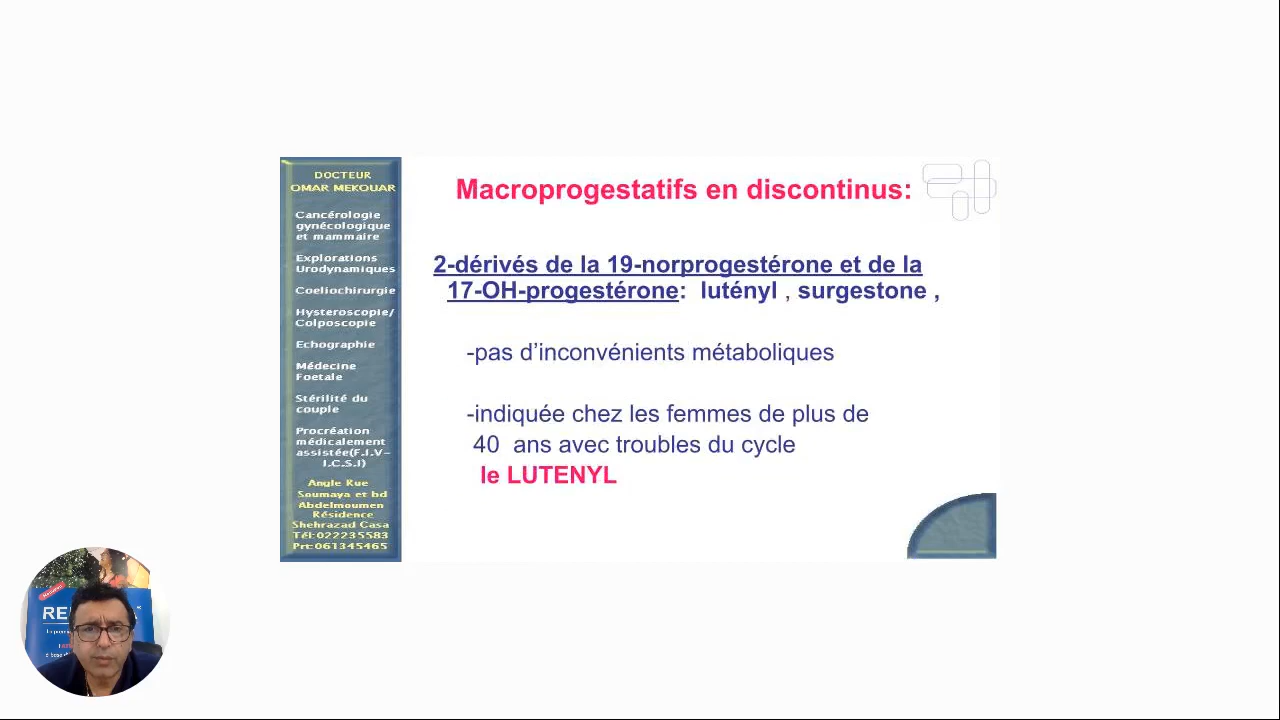 DOCTEUR
OMAR MEKOUAR
Cancérologie
gynécologique
et mammaire
Explorations
Urodynamiques
Coeliochirurgie
Hysteroscopie/
Colposcopie
Echographie
Médecine
Foetale
Stérilité du
couple
Procréation
médicalement
assistée(F.I.V-
I.C.S.I)
Angle Rue
Soumaya et bd
Abdelmoumen
Résidence
Shehrazad Casa
Tél:022235583
Prt:061345465
Macroprogestatifs en discontinus:
2-dérivés de la 19-norprogestérone et de la
17-OH-progestérone: lutényl , surgestone ,
-pas d’inconvénients métaboliques
-indiquée chez les femmes de plus de
40 ans avec troubles du cycle
le LUTENYL